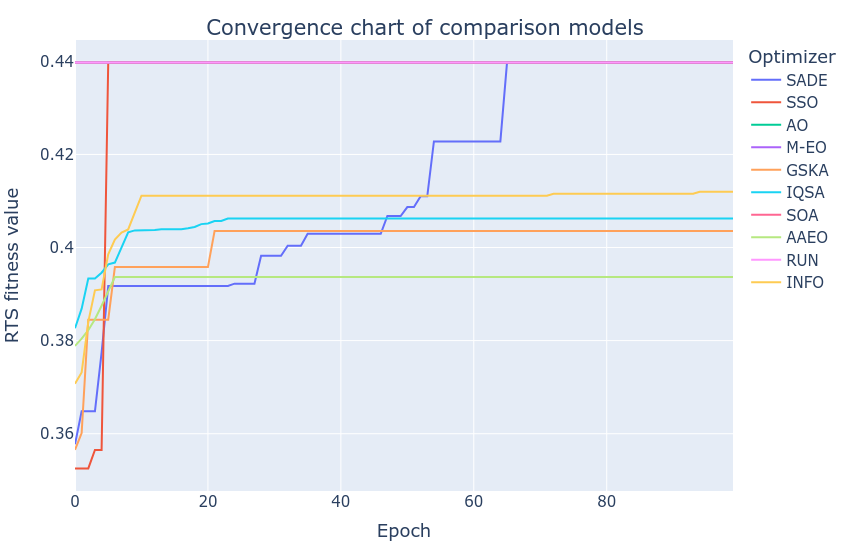 Convergence chart of comparison models
RTS fitness value
0.44
0.42
0.4
0.38
0.36
0
20
40
60
80
Epoch
Optimizer
SADE
SSO
AO
M-EO
GSKA
IQSA
SOA
AAEO
RUN
INFO